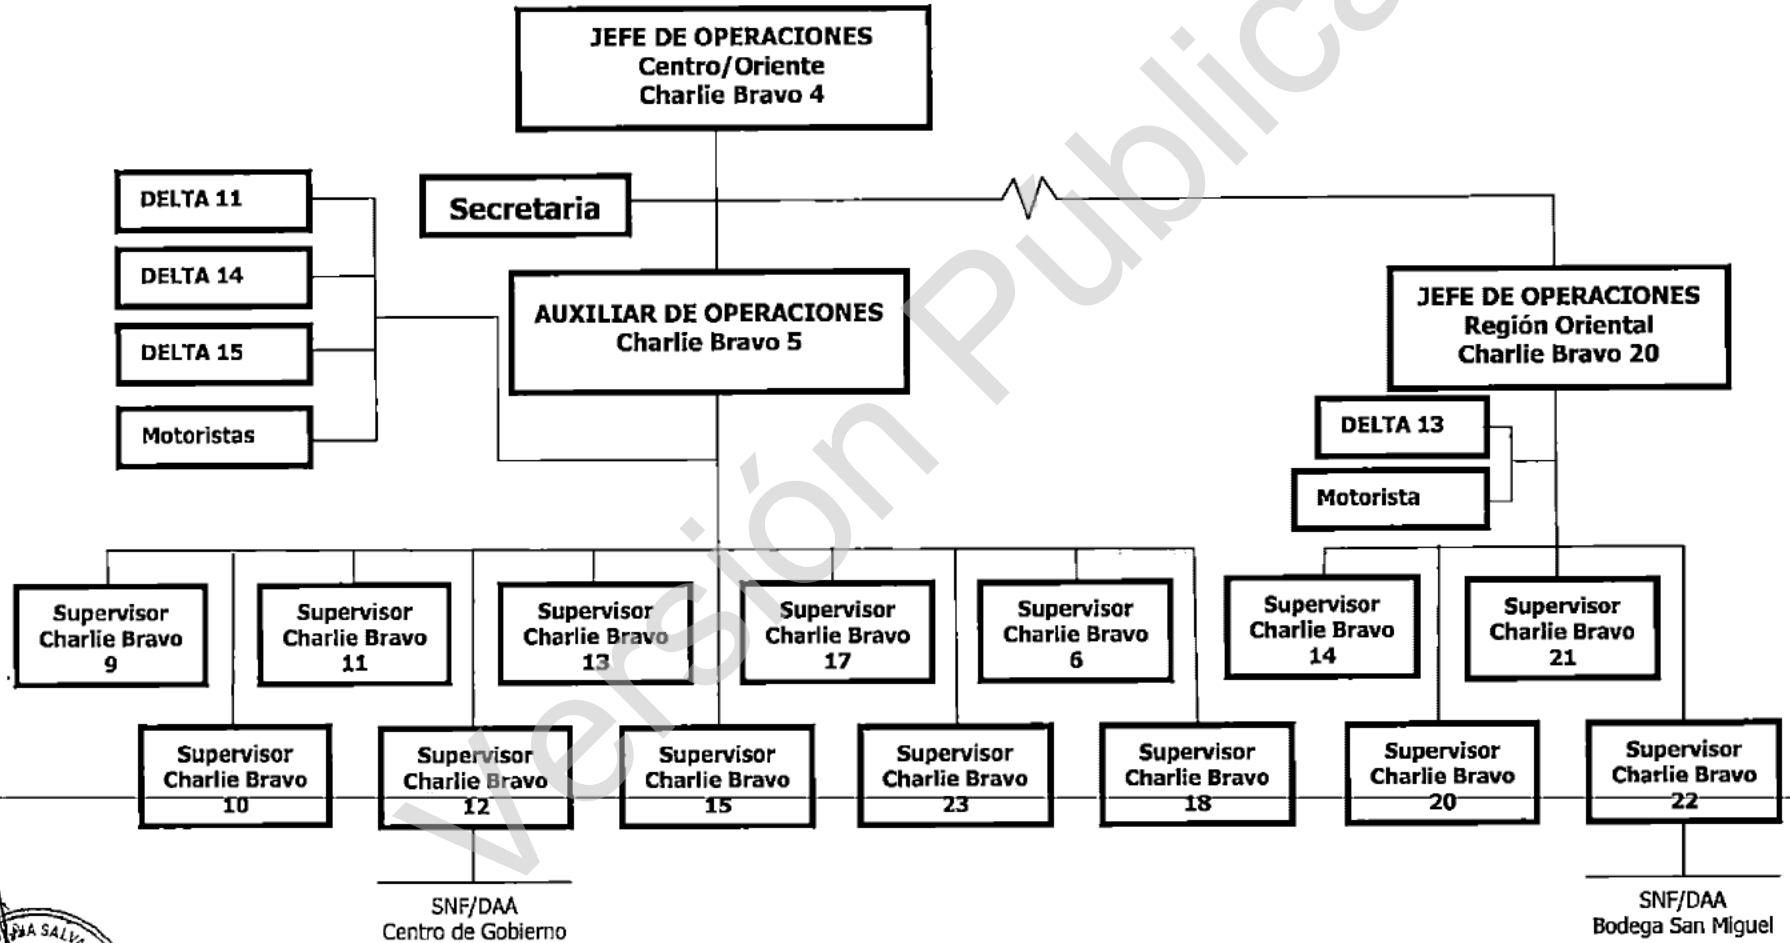 JEFE DE OPERACIONES
Centro/Oriente
Charlie Bravo 4
DELTA 11
Secretaria
DELTA 14
DELTA 15
Motoristas
AUXILIAR DE OPERACIONES
Charlie Bravo 5
JEFE DE OPERACIONES
Región Oriental
Charlie Bravo 20
DELTA 13
Motorista
Supervisor
Charlie Bravo
9
Supervisor
Charlie Bravo
11
Supervisor
Charlie Bravo
13
Supervisor
Charlie Bravo
17
Supervisor
Charlie Bravo
6
Supervisor
Charlie Bravo
14
Supervisor
Charlie Bravo
21
Supervisor
Charlie Bravo
10
Supervisor
Charlie Bravo
12
Supervisor
Charlie Bravo
15
Supervisor
Charlie Bravo
23
Supervisor
Charlie Bravo
18
Supervisor
Charlie Bravo
20
Supervisor
Charlie Bravo
22
SNF/DAA
Centro de Gobierno
SNF/DAA
Bodega San Miguel
VersiónÚblica